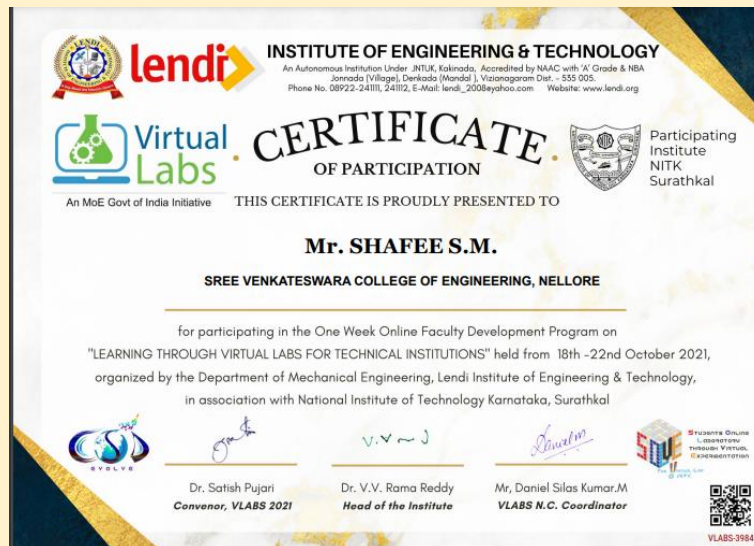 lendi
INSTITUTE OF ENGINEERING & TECHNOLOGY
An Autonomous Institution Under JNTUK, Kakinada, Accredited by NAAC with 'A' Grade & NBA
Jonnada (Village), Denkada (Mandal ), Vizianagaram Dist. - 535 005.
Phone No. 08922-241111, 241112, E-Mail: lendi_2008@yahoo.com Website: www.lendi.org
Virtual
Labs
An MoE Govt of India Initiative
CERTIFICATE
OF PARTICIPATION
THIS CERTIFICATE IS PROUDLY PRESENTED TO
Participating
Institute
NITK
Surathkal
Mr. SHAFEE S.M.
SREE VENKATESWARA COLLEGE OF ENGINEERING, NELLORE
for participating in the One Week Online Faculty Development Program on
"LEARNING THROUGH VIRTUAL LABS FOR TECHNICAL INSTITUTIONS" held from 18th -22nd October 2021,
organized by the Department of Mechanical Engineering, Lendi Institute of Engineering & Technology,
in association with National Institute of Technology Karnataka, Surathkal
EVOLVE
V.V
Danielm
SOLVE
Students Online
Laboratory
through Virtual
Experimentation
The Virtual Lab
@ NITK
Dr. Satish Pujari
Convenor, VLABS 2021
Dr. V.V. Rama Reddy
Head of the Institute
Mr, Daniel Silas Kumar.M
VLABS N.C. Coordinator
VLABS-3984